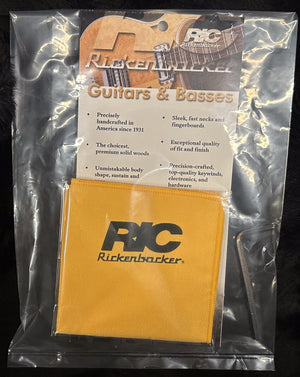 RIC
Rickenbacker
Rickenbacker
Guitars & Basses
• Precisely
handcrafted in
America since 1931
• The choicest,
premium solid woods
• Unmistakable body
shape, sustain and
• Sleek, fast necks and
fingerboards
• Exceptional quality
of fit and finish
• Precision-crafted,
top-quality keywinds,
electronics, and
hardware
RIC
Rickenbacker®